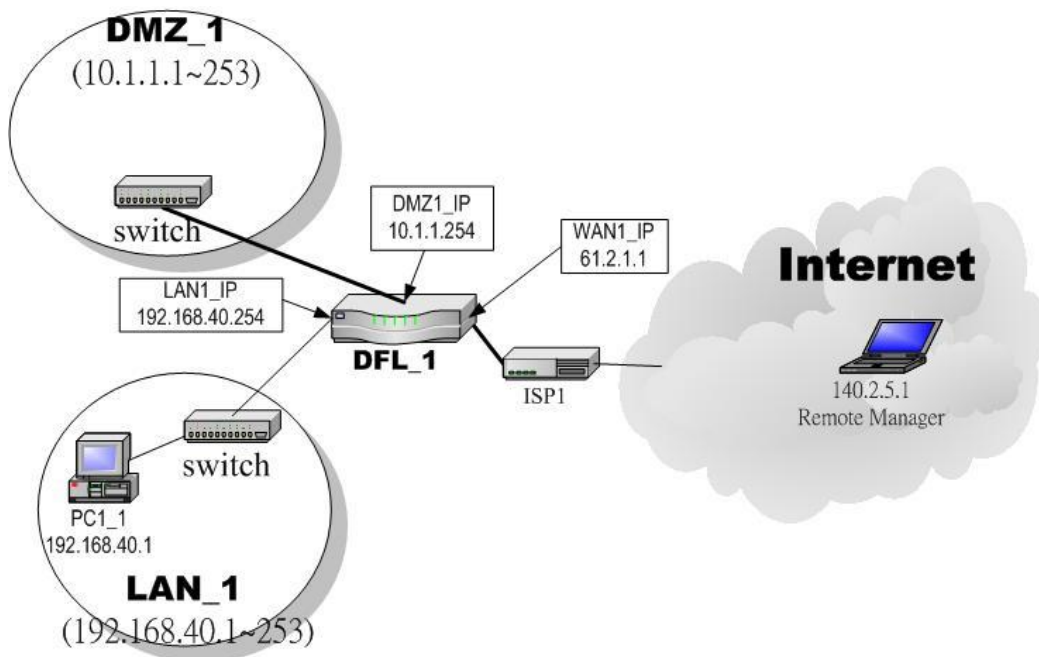 DMZ_1
(10.1.1.1~253)
switch
DMZ1_IP
10.1.1.254
WAN1_IP
61.2.1.1
LAN1_IP
192.168.40.254
DFL_1
ISP1
Internet
140.2.5.1
Remote Manager
switch
PC1_1
192.168.40.1
LAN_1
(192.168.40.1~253)